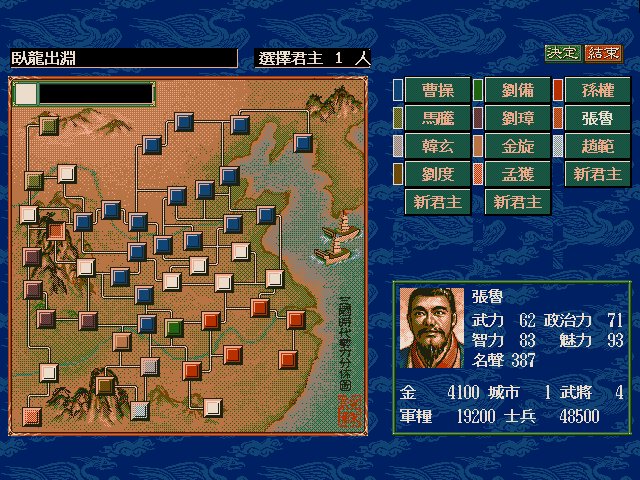 臥龍出淵
選擇君主 1 人
決定 結束
曹操 劉備 孫權
馬騰 劉璋 張魯
韓玄 金旋 趙範
劉度 孟獲 新君主
新君主 新君主
張魯
武力 62 政治力 71
智力 83 魅力 93
名聲 387
金 4100 城市 1 武將 4
軍糧 19200 士兵 48500